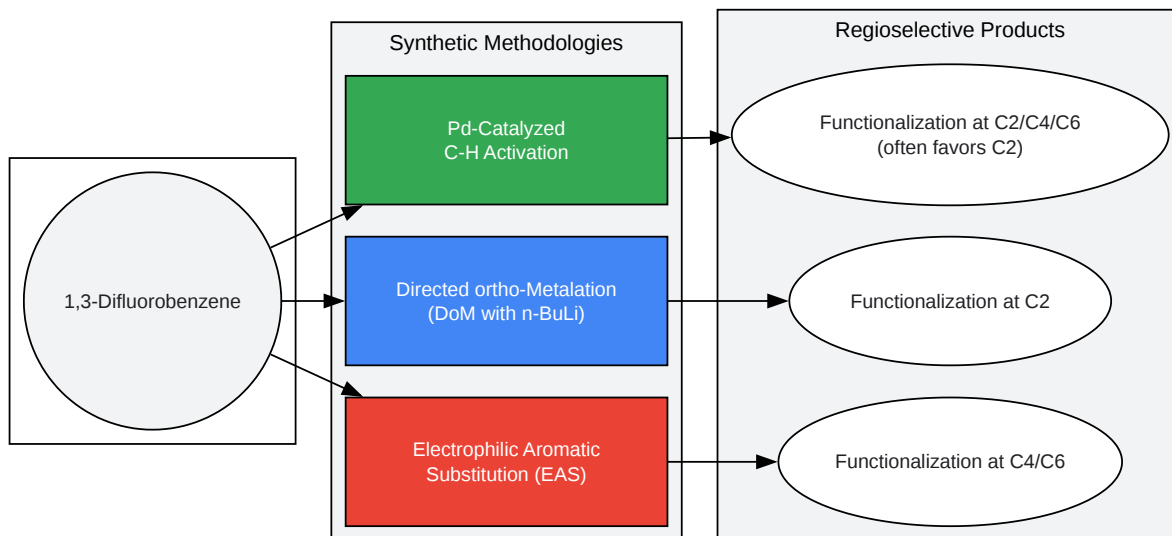 Synthetic Methodologies
Regioselective Products
Pd-Catalyzed
C-H Activation
Functionalization at C2/C4/C6
(often favors C2)
1,3-Difluorobenzene
Directed ortho-Metalation
(DoM with n-BuLi)
Functionalization at C2
Electrophilic Aromatic
Substitution (EAS)
Functionalization at C4/C6